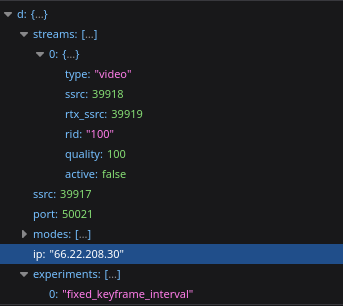 d: {…}
streams: […]
0: {…}
type: "video"
ssrc: 39918
rtx_ssrc: 39919
rid: "100"
quality: 100
active: false
ssrc: 39917
port: 50021
modes: […]
ip: "66.22.208.30"
experiments: […]
0: "fixed_keyframe_interval"